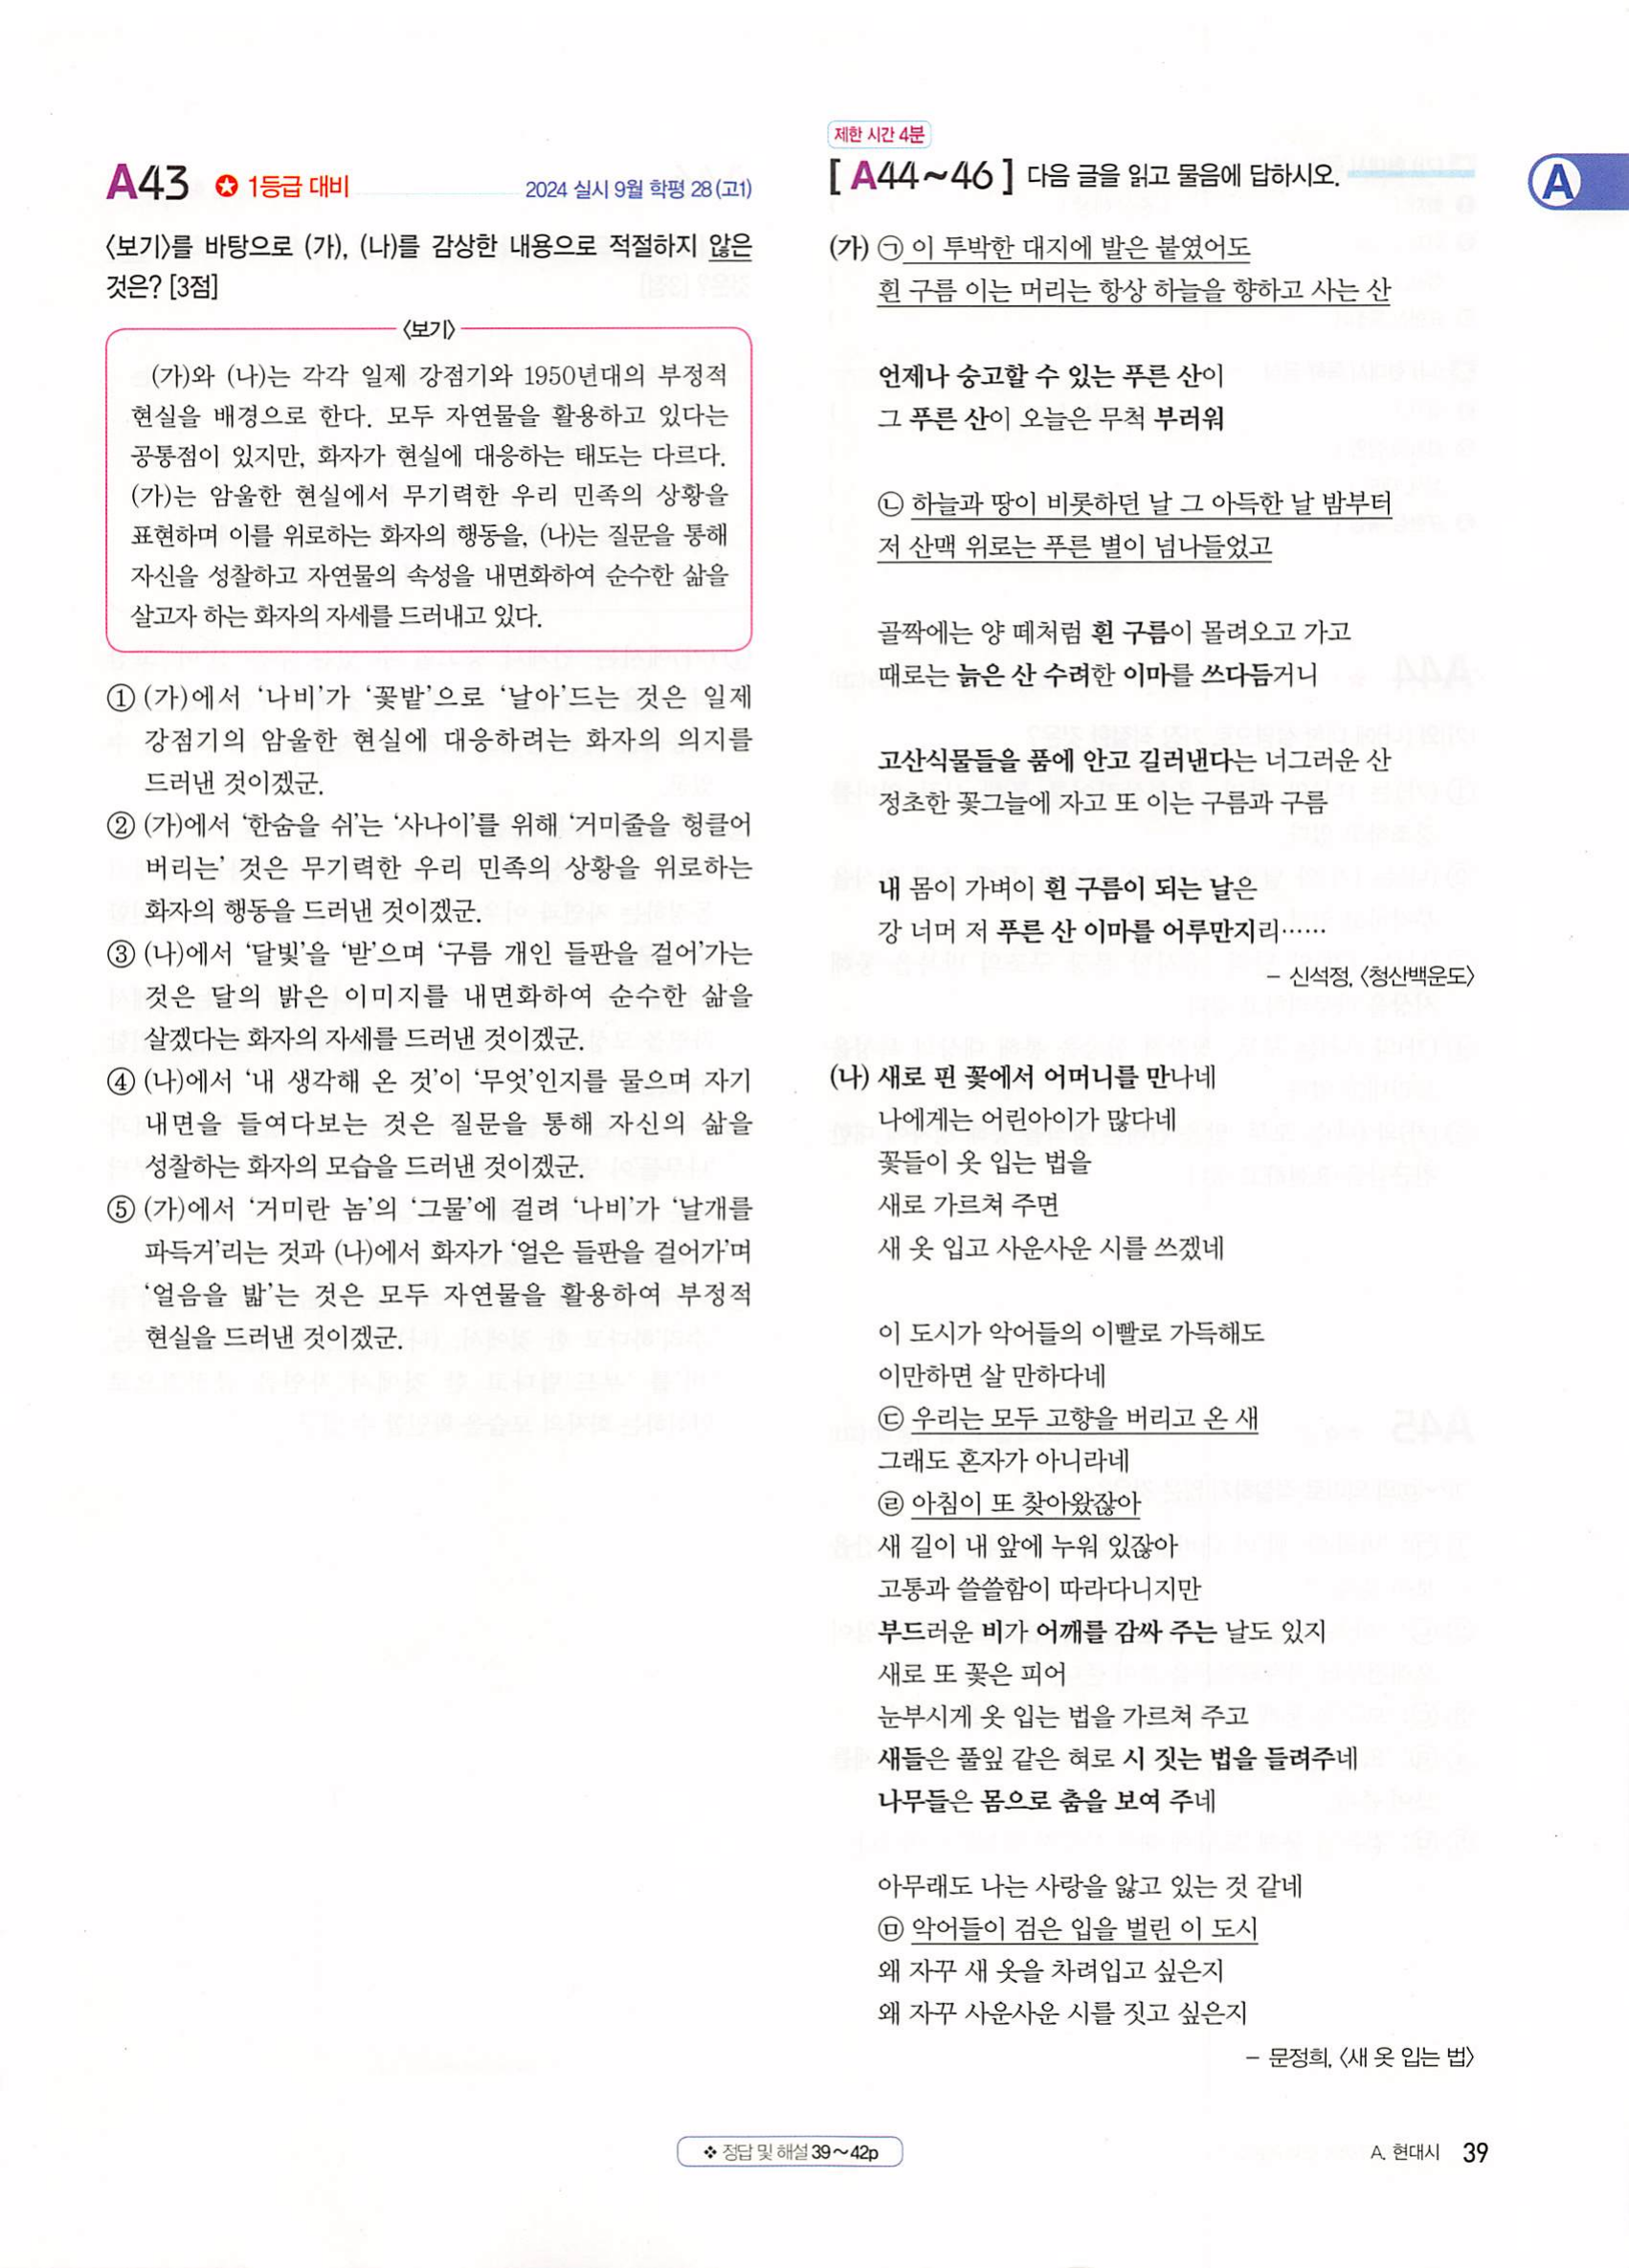 A43 ✪ 1등급 대비 2024 실시 9월 학평 28 (고1)
〈보기〉를 바탕으로 (가), (나)를 감상한 내용으로 적절하지 않은
것은? [3점]
〈보기〉
(가)와 (나)는 각각 일제 강점기와 1950년대의 부정적
현실을 배경으로 한다. 모두 자연물을 활용하고 있다는
공통점이 있지만, 화자가 현실에 대응하는 태도는 다르다.
(가)는 암울한 현실에서 무기력한 우리 민족의 상황을
표현하며 이를 위로하는 화자의 행동을, (나)는 질문을 통해
자신을 성찰하고 자연물의 속성을 내면화하여 순수한 삶을
살고자 하는 화자의 자세를 드러내고 있다.
① (가)에서 ‘나비’가 ‘꽃밭’으로 ‘날아’드는 것은 일제
강점기의 암울한 현실에 대응하려는 화자의 의지를
드러낸 것이겠군.
② (가)에서 ‘한숨을 쉬’는 ‘사나이’를 위해 ‘거미줄을 헝클어
버리는’ 것은 무기력한 우리 민족의 상황을 위로하는
화자의 행동을 드러낸 것이겠군.
③ (나)에서 ‘달빛’을 ‘받’으며 ‘구름 개인 들판을 걸어’가는
것은 달의 밝은 이미지를 내면화하여 순수한 삶을
살겠다는 화자의 자세를 드러낸 것이겠군.
④ (나)에서 ‘내 생각해 온 것’이 ‘무엇’인지를 물으며 자기
내면을 들여다보는 것은 질문을 통해 자신의 삶을
성찰하는 화자의 모습을 드러낸 것이겠군.
⑤ (가)에서 ‘거미란 놈’의 ‘그물’에 걸려 ‘나비’가 ‘날개를
파득거’리는 것과 (나)에서 화자가 ‘얼은 들판을 걸어가’며
‘얼음을 밟’는 것은 모두 자연물을 활용하여 부정적
현실을 드러낸 것이겠군.
제한 시간 4분
[ A44~46 ] 다음 글을 읽고 물음에 답하시오.
A
(가) ㉠ 이 투박한 대지에 발은 붙였어도
흰 구름 이는 머리는 항상 하늘을 향하고 사는 산
언제나 숭고할 수 있는 푸른 산이
그 푸른 산이 오늘은 무척 부러워
㉡ 하늘과 땅이 비롯하던 날 그 아득한 날 밤부터
저 산맥 위로는 푸른 별이 넘나들었고
골짝에는 양 떼처럼 흰 구름이 몰려오고 가고
때로는 늙은 산 수려한 이마를 쓰다듬거니
고산식물들을 품에 안고 길러낸다는 너그러운 산
정초한 꽃그늘에 자고 또 이는 구름과 구름
내 몸이 가벼이 흰 구름이 되는 날은
강 너머 저 푸른 산 이마를 어루만지리……
– 신석정, 〈청산백운도〉
(나) 새로 핀 꽃에서 어머니를 만나네
나에게는 어린아이가 많다네
꽃들이 옷 입는 법을
새로 가르쳐 주면
새 옷 입고 사운사운 시를 쓰겠네
이 도시가 악어들의 이빨로 가득해도
이만하면 살 만하다네
㉢ 우리는 모두 고향을 버리고 온 새
그래도 혼자가 아니라네
㉣ 아침이 또 찾아왔잖아
새 길이 내 앞에 누워 있잖아
고통과 쓸쓸함이 따라다니지만
부드러운 비가 어깨를 감싸 주는 날도 있지
새로 또 꽃은 피어
눈부시게 옷 입는 법을 가르쳐 주고
새들은 풀잎 같은 혀로 시 짓는 법을 들려주네
나무들은 몸으로 춤을 보여 주네
아무래도 나는 사랑을 앓고 있는 것 같네
㉤ 악어들이 검은 입을 벌린 이 도시
왜 자꾸 새 옷을 차려입고 싶은지
왜 자꾸 사운사운 시를 짓고 싶은지
– 문정희, 〈새 옷 입는 법〉
❖ 정답 및 해설 39~42p
A. 현대시 39